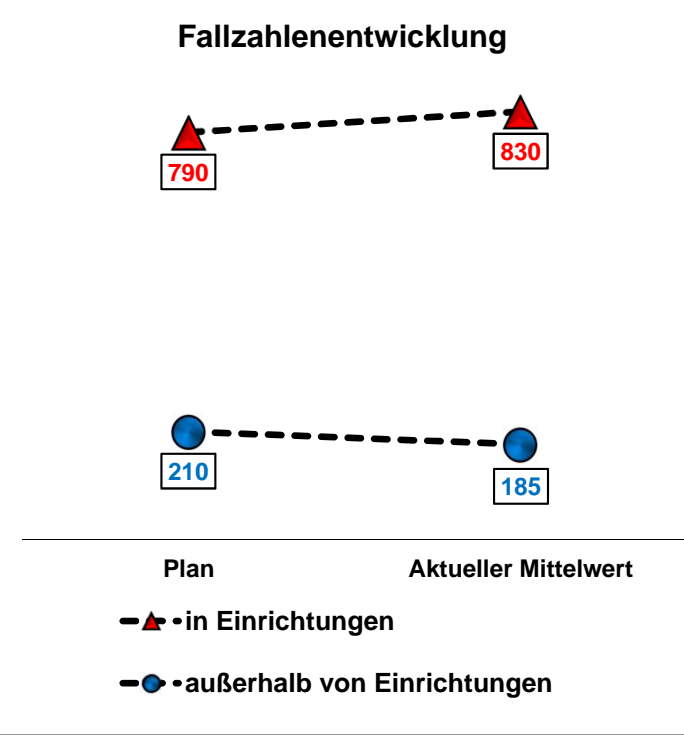 Fallzahlenentwicklung
790
830
210
185
Plan Aktueller Mittelwert
in Einrichtungen
außerhalb von Einrichtungen